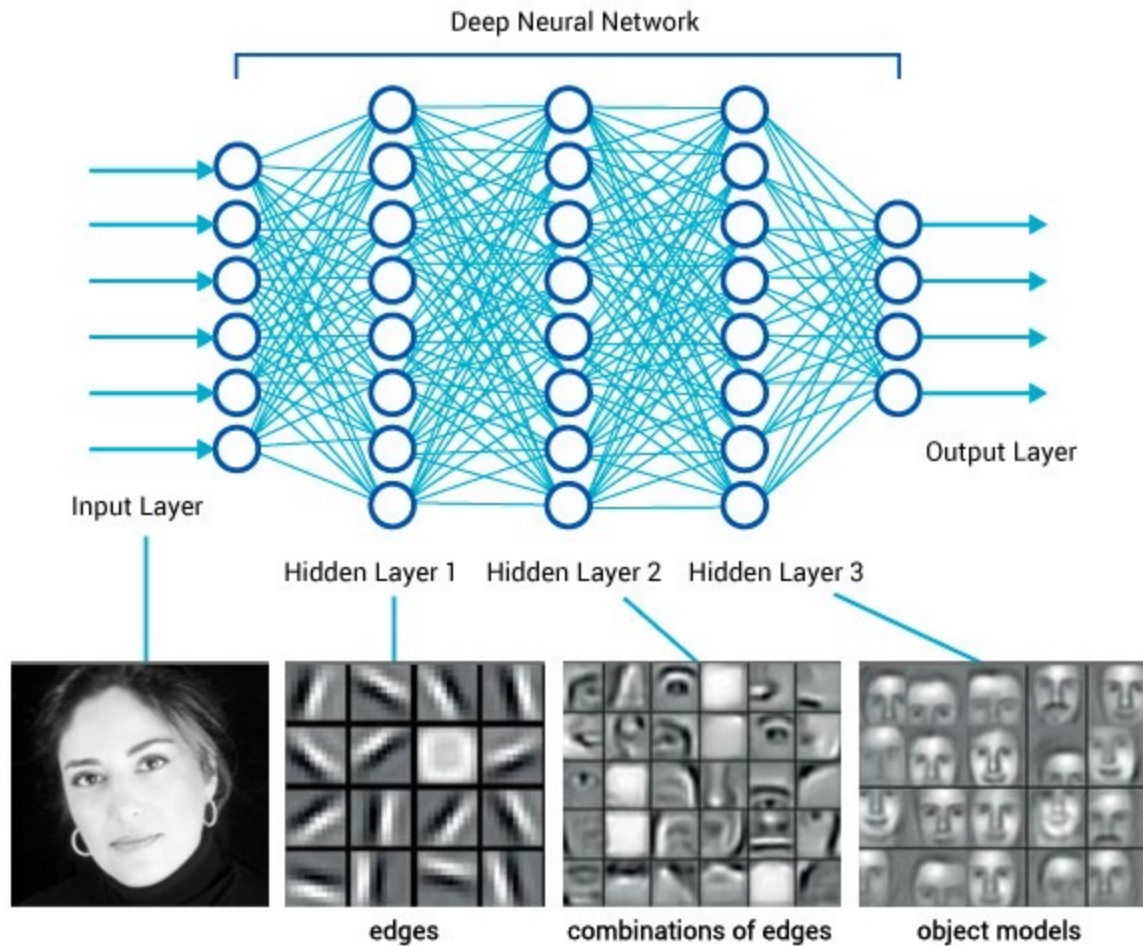 Deep Neural Network
Output Layer
Input Layer
Hidden Layer 1
Hidden Layer 2
Hidden Layer 3
edges
combinations of edges
object models